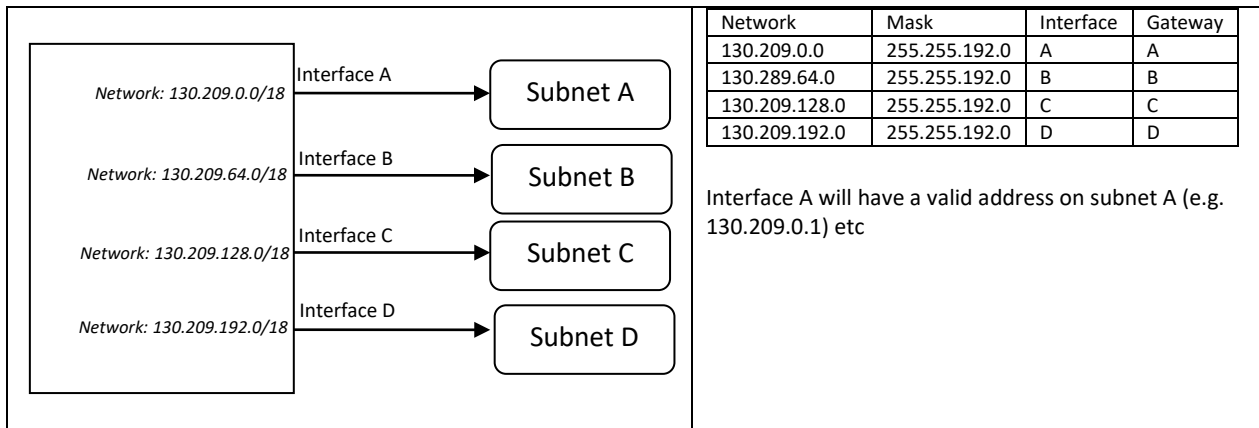 Network: 130.209.0.0/18
Interface A
Subnet A
Network: 130.209.64.0/18
Interface B
Subnet B
Network: 130.209.128.0/18
Interface C
Subnet C
Network: 130.209.192.0/18
Interface D
Subnet D
Network Mask Interface Gateway
130.209.0.0 255.255.192.0 A A
130.289.64.0 255.255.192.0 B B
130.209.128.0 255.255.192.0 C C
130.209.192.0 255.255.192.0 D D
Interface A will have a valid address on subnet A (e.g.
130.209.0.1) etc